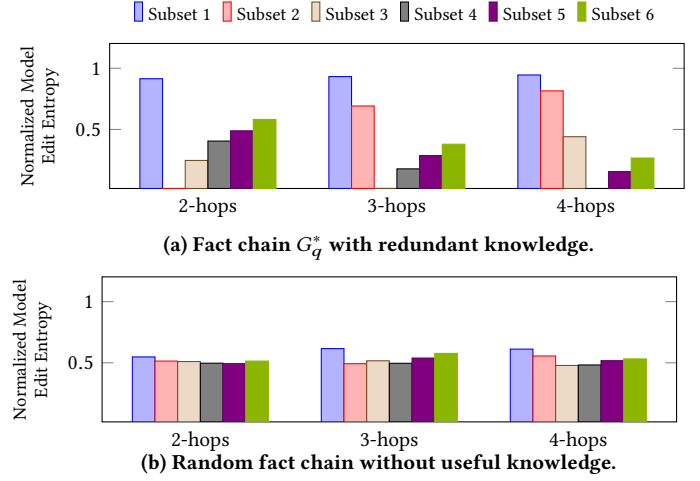 Subset 1 Subset 2 Subset 3 Subset 4 Subset 5 Subset 6
Normalized Model
Edit Entropy
1
0.5
2-hops 3-hops 4-hops
(a) Fact chain G*q with redundant knowledge.
Normalized Model
Edit Entropy
1
0.5
2-hops 3-hops 4-hops
(b) Random fact chain without useful knowledge.